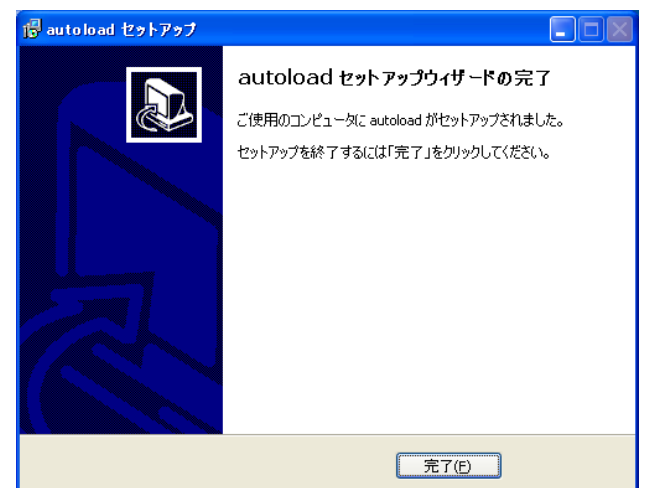 autoload セットアップ
autoload セットアップウィザードの完了
ご使用のコンピュータに autoload がセットアップされました。
セットアップを終了するには「完了」をクリックしてください。
完了(F)